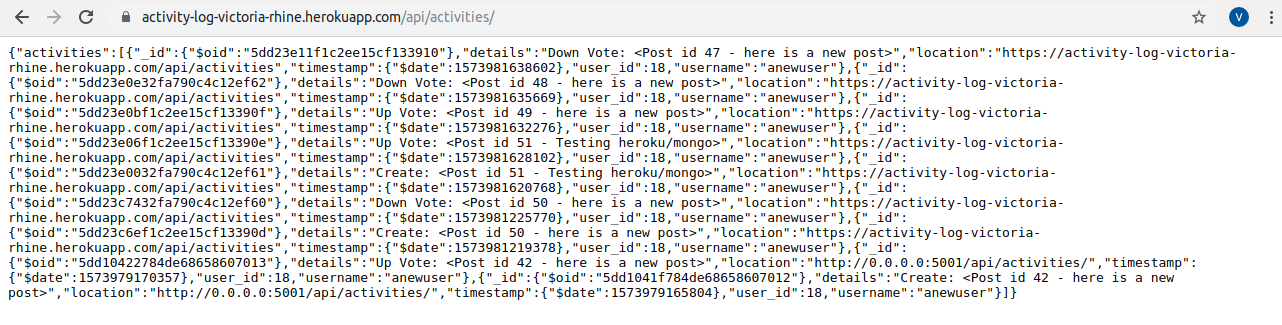 activity-log-victoria-rhine.herokuapp.com/api/activities/
V
{"activities":[{"_id":{"$oid":"5dd23e11f1c2ee15cf133910"},"details":"Down Vote: <Post id 47 - here is a new post>","location":"https://activity-log-victoria-
rhine.herokuapp.com/api/activities","timestamp":{"$date":1573981638602},"user_id":18,"username":"anewuser"},{"_id":
{"$oid":"5dd23e0e32fa790c4c12ef62"},"details":"Down Vote: <Post id 48 - here is a new post>","location":"https://activity-log-victoria-
rhine.herokuapp.com/api/activities","timestamp":{"$date":1573981635669},"user_id":18,"username":"anewuser"},{"_id":
{"$oid":"5dd23e0bf1c2ee15cf13390f"},"details":"Up Vote: <Post id 49 - here is a new post>","location":"https://activity-log-victoria-
rhine.herokuapp.com/api/activities","timestamp":{"$date":1573981632276},"user_id":18,"username":"anewuser"},{"_id":
{"$oid":"5dd23e06f1c2ee15cf13390e"},"details":"Up Vote: <Post id 51 - Testing heroku/mongo>","location":"https://activity-log-victoria-
rhine.herokuapp.com/api/activities","timestamp":{"$date":1573981628102},"user_id":18,"username":"anewuser"},{"_id":
{"$oid":"5dd23e0032fa790c4c12ef61"},"details":"Create: <Post id 51 - Testing heroku/mongo>","location":"https://activity-log-victoria-
rhine.herokuapp.com/api/activities","timestamp":{"$date":1573981620768},"user_id":18,"username":"anewuser"},{"_id":
{"$oid":"5dd23c7432fa790c4c12ef60"},"details":"Down Vote: <Post id 50 - here is a new post>","location":"https://activity-log-victoria-
rhine.herokuapp.com/api/activities","timestamp":{"$date":1573981225770},"user_id":18,"username":"anewuser"},{"_id":
{"$oid":"5dd23c6ef1c2ee15cf13390d"},"details":"Create: <Post id 50 - here is a new post>","location":"https://activity-log-victoria-
rhine.herokuapp.com/api/activities","timestamp":{"$date":1573981219378},"user_id":18,"username":"anewuser"},{"_id":
{"$oid":"5dd10422784de68658607013"},"details":"Up Vote: <Post id 42 - here is a new post>","location":"http://0.0.0.0:5001/api/activities/","timestamp":
{"$date":1573979170357},"user_id":18,"username":"anewuser"},{"_id":{"$oid":"5dd1041f784de68658607012"},"details":"Create: <Post id 42 - here is a new
post>","location":"http://0.0.0.0:5001/api/activities/","timestamp":{"$date":1573979165804},"user_id":18,"username":"anewuser"}]}